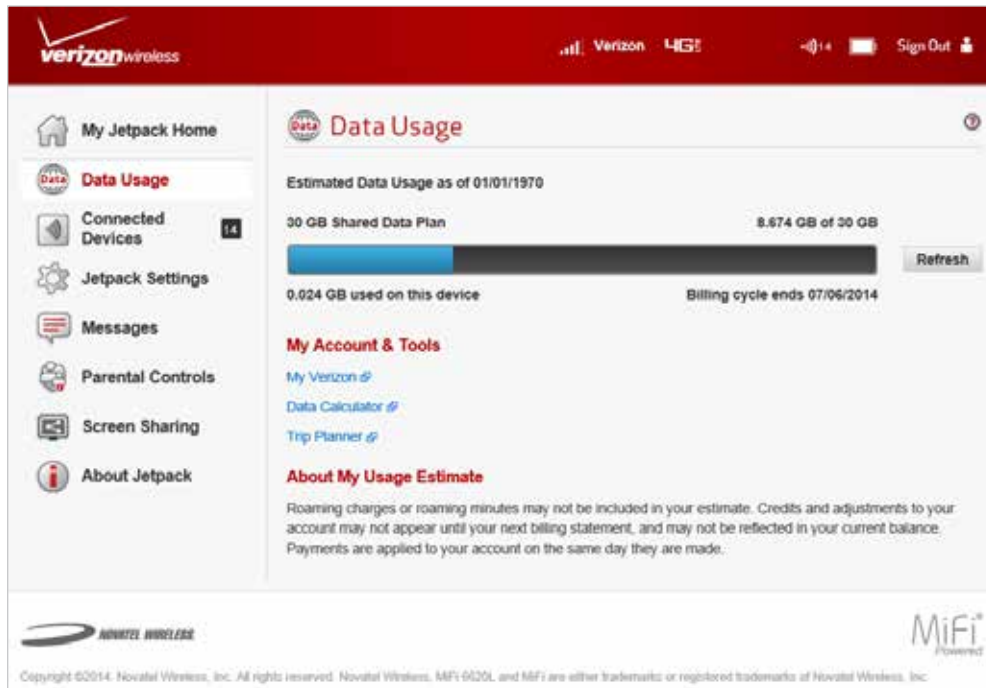 verizonwireless
Verizon 4G LTE
14
Sign Out
My Jetpack Home
Data Usage
Connected Devices
14
Jetpack Settings
Messages
Parental Controls
Screen Sharing
About Jetpack
Data
Data Usage
?
Estimated Data Usage as of 01/01/1970
30 GB Shared Data Plan
8.674 GB of 30 GB
Refresh
0.024 GB used on this device
Billing cycle ends 07/06/2014
My Account & Tools
My Verizon
Data Calculator
Trip Planner
About My Usage Estimate
Roaming charges or roaming minutes may not be included in your estimate. Credits and adjustments to your
account may not appear until your next billing statement, and may not be reflected in your current balance.
Payments are applied to your account on the same day they are made.
NOVATEL WIRELESS
MiFi
Powered
Copyright ©2014. Novatel Wireless, Inc. All rights reserved. Novatel Wireless, MiFi 6620L and MiFi are either trademarks or registered trademarks of Novatel Wireless, Inc